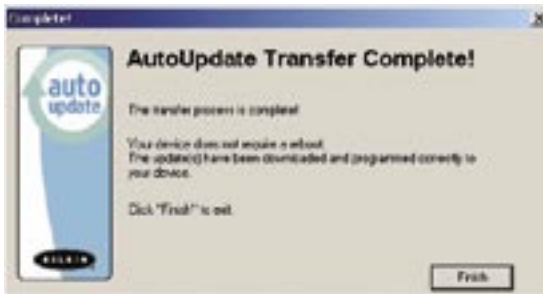 Complete!
AutoUpdate Transfer Complete!
auto
update
The transfer process is complete!
Your device does not require a reboot.
The update(s) have been downloaded and programmed correctly to
your device.
Click "Finish" to exit.
BELKIN
Finish